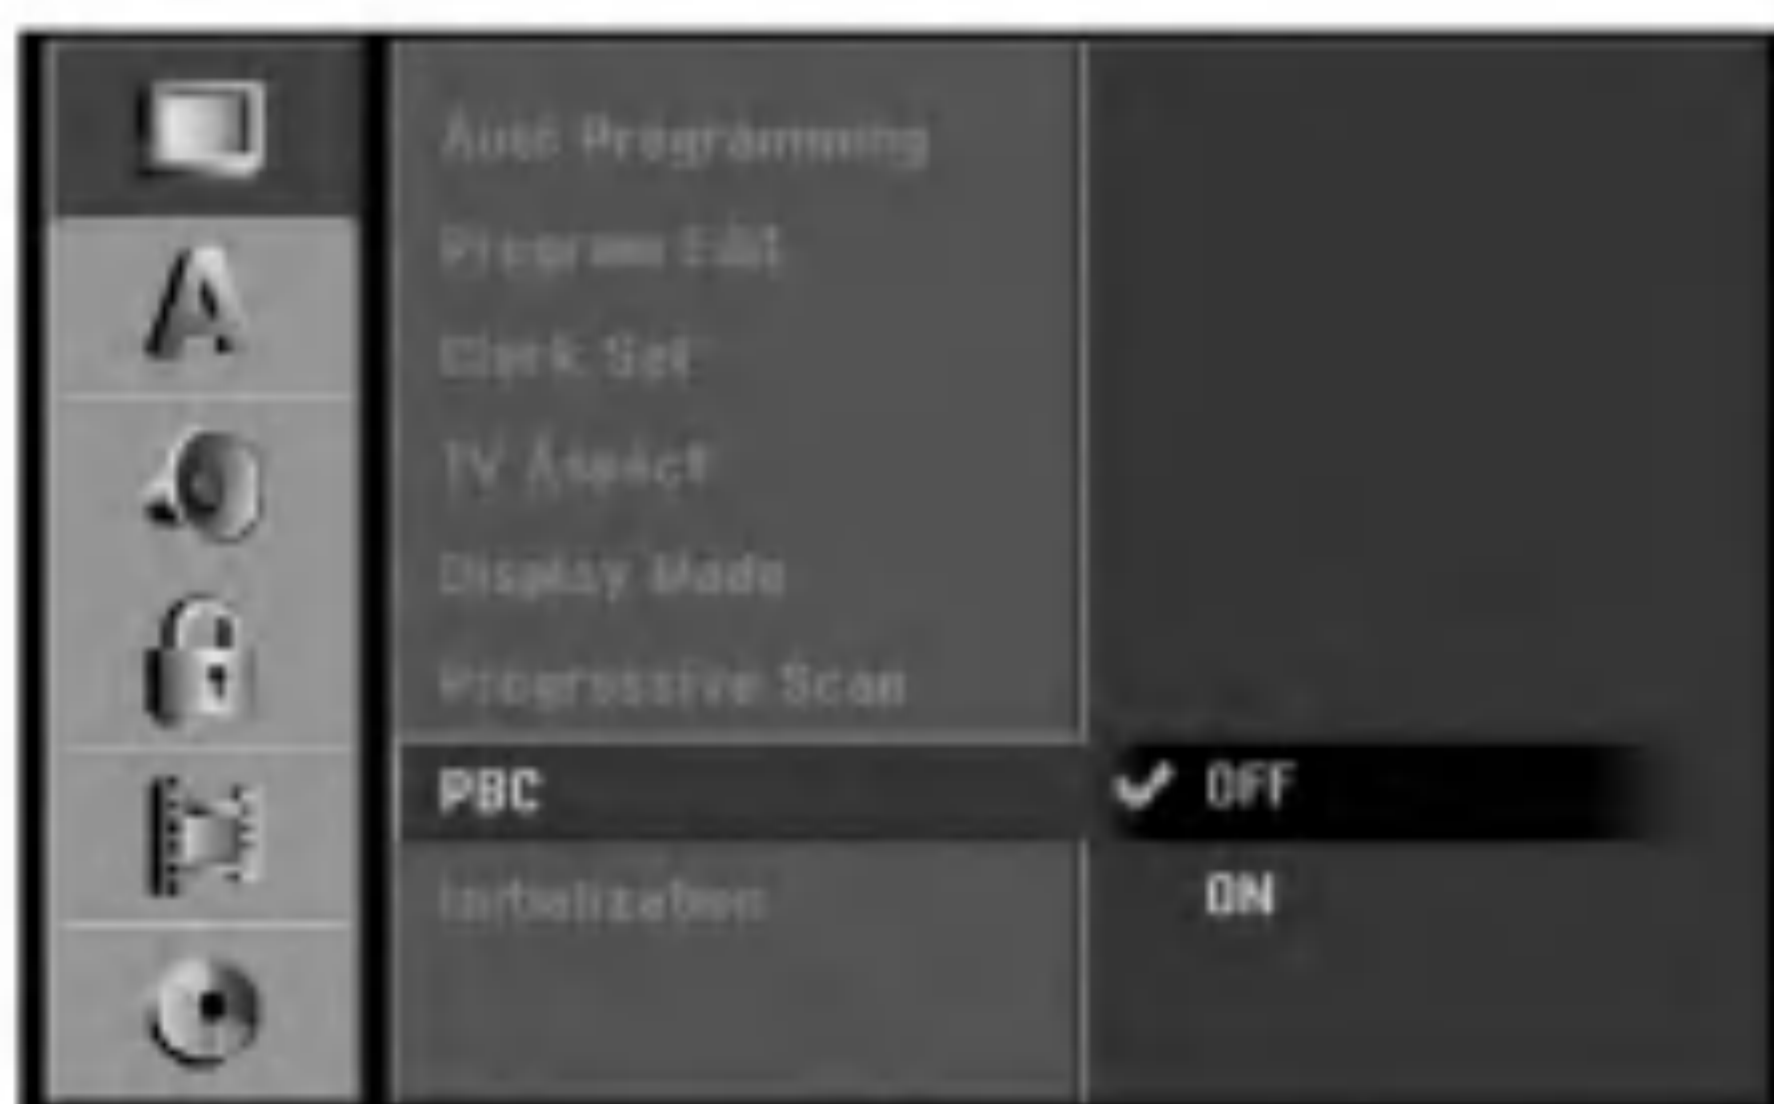 A
Auto Programming
Program Edit
Clock Set
TV Aspect
Display Mode
Progressive Scan
PBC
OFF
Initialization
ON